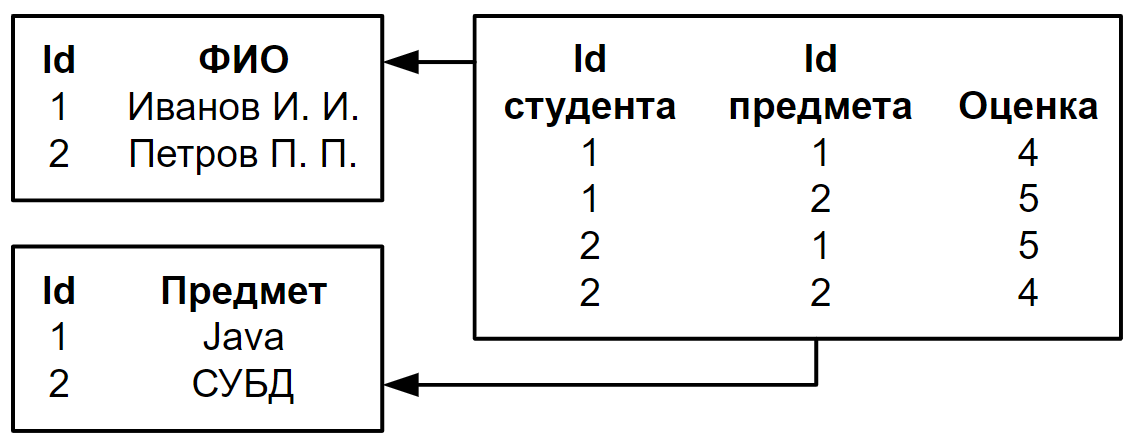 Id ФИО
1 Иванов И. И.
2 Петров П. П.
Id Id
студента предмета Оценка
1 1 4
1 2 5
2 1 5
2 2 4
Id Предмет
1 Java
2 СУБД